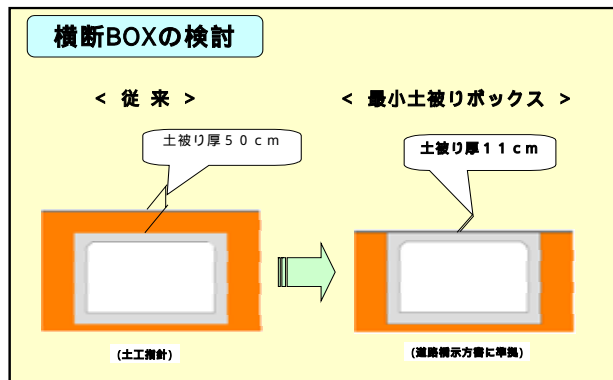 横断BOXの検討
< 従 来 >
< 最小土被りボックス >
土被り厚50cm
土被り厚11cm
(土工指針)
(道路橋示方書に準拠)